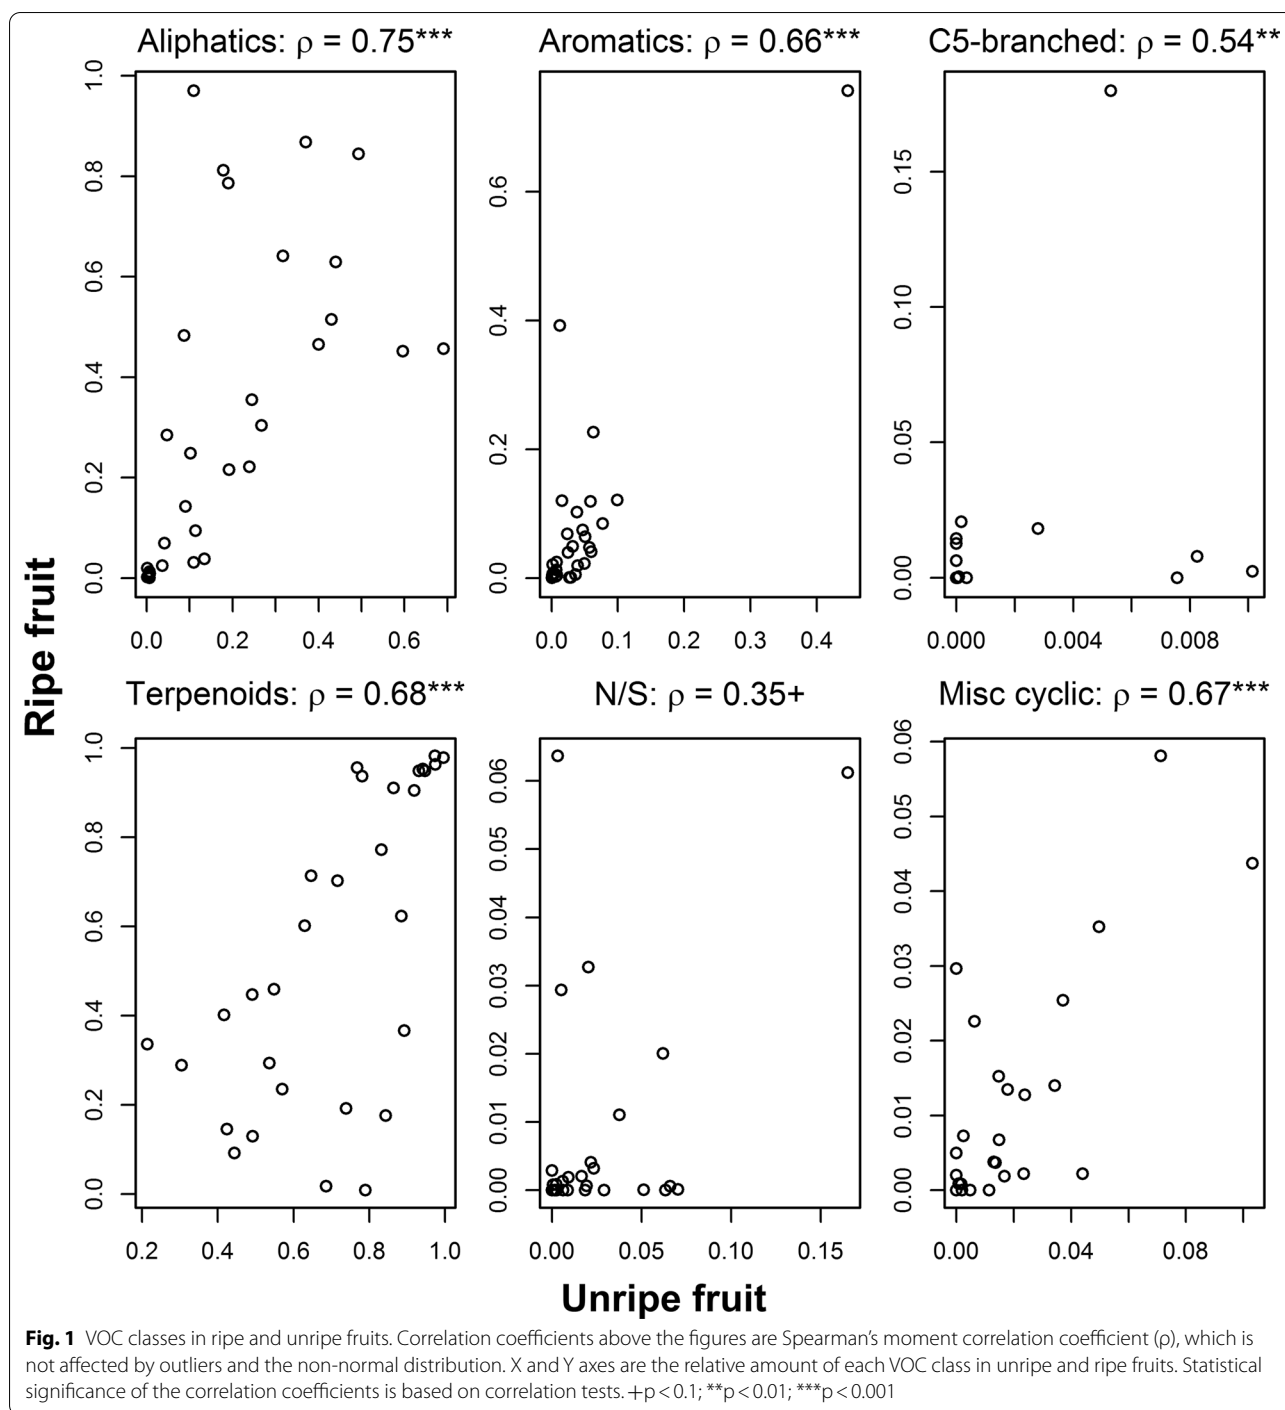 Aliphatics: ρ = 0.75***
Aromatics: ρ = 0.66***
C5-branched: ρ = 0.54**
1.0
0.8
0.6
0.4
0.2
0.0
0.0 0.2 0.4 0.6
0.6
0.4
0.2
0.0
0.0 0.1 0.2 0.3 0.4
0.15
0.10
0.05
0.00
0.000 0.004 0.008
Ripe fruit
Terpenoids: ρ = 0.68***
N/S: ρ = 0.35+
Misc cyclic: ρ = 0.67***
1.0
0.8
0.6
0.4
0.2
0.0
0.2 0.4 0.6 0.8 1.0
0.06
0.05
0.04
0.03
0.02
0.01
0.00
0.00 0.05 0.10 0.15
0.06
0.05
0.04
0.03
0.02
0.01
0.00
0.00 0.04 0.08
Unripe fruit
Fig. 1 VOC classes in ripe and unripe fruits. Correlation coefficients above the figures are Spearman's moment correlation coefficient (ρ), which is
not affected by outliers and the non-normal distribution. X and Y axes are the relative amount of each VOC class in unripe and ripe fruits. Statistical
significance of the correlation coefficients is based on correlation tests. +p < 0.1; **p < 0.01; ***p < 0.001